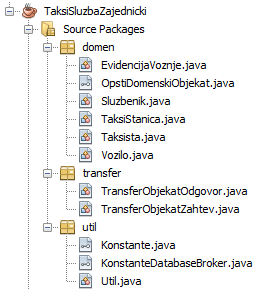 TaksiSluzbaZajednicki
Source Packages
domen
EvidencijaVoznje.java
OpstiDomenskiObjekat.java
Sluzbenik.java
TaksiStanica.java
Taksista.java
Vozilo.java
transfer
TransferObjekatOdgovor.java
TransferObjekatZahtev.java
util
Konstante.java
KonstanteDatabaseBroker.java
Util.java